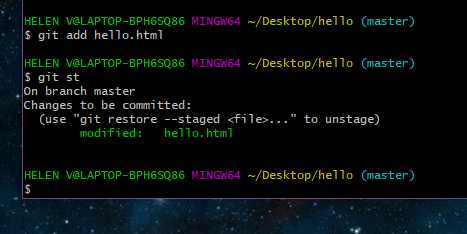 HELEN V@LAPTOP-BPH6SQ86 MINGW64 ~/Desktop/hello (master)
$ git add hello.html
HELEN V@LAPTOP-BPH6SQ86 MINGW64 ~/Desktop/hello (master)
$ git st
On branch master
Changes to be committed:
  (use "git restore --staged <file>..." to unstage)
        modified:   hello.html
HELEN V@LAPTOP-BPH6SQ86 MINGW64 ~/Desktop/hello (master)
$